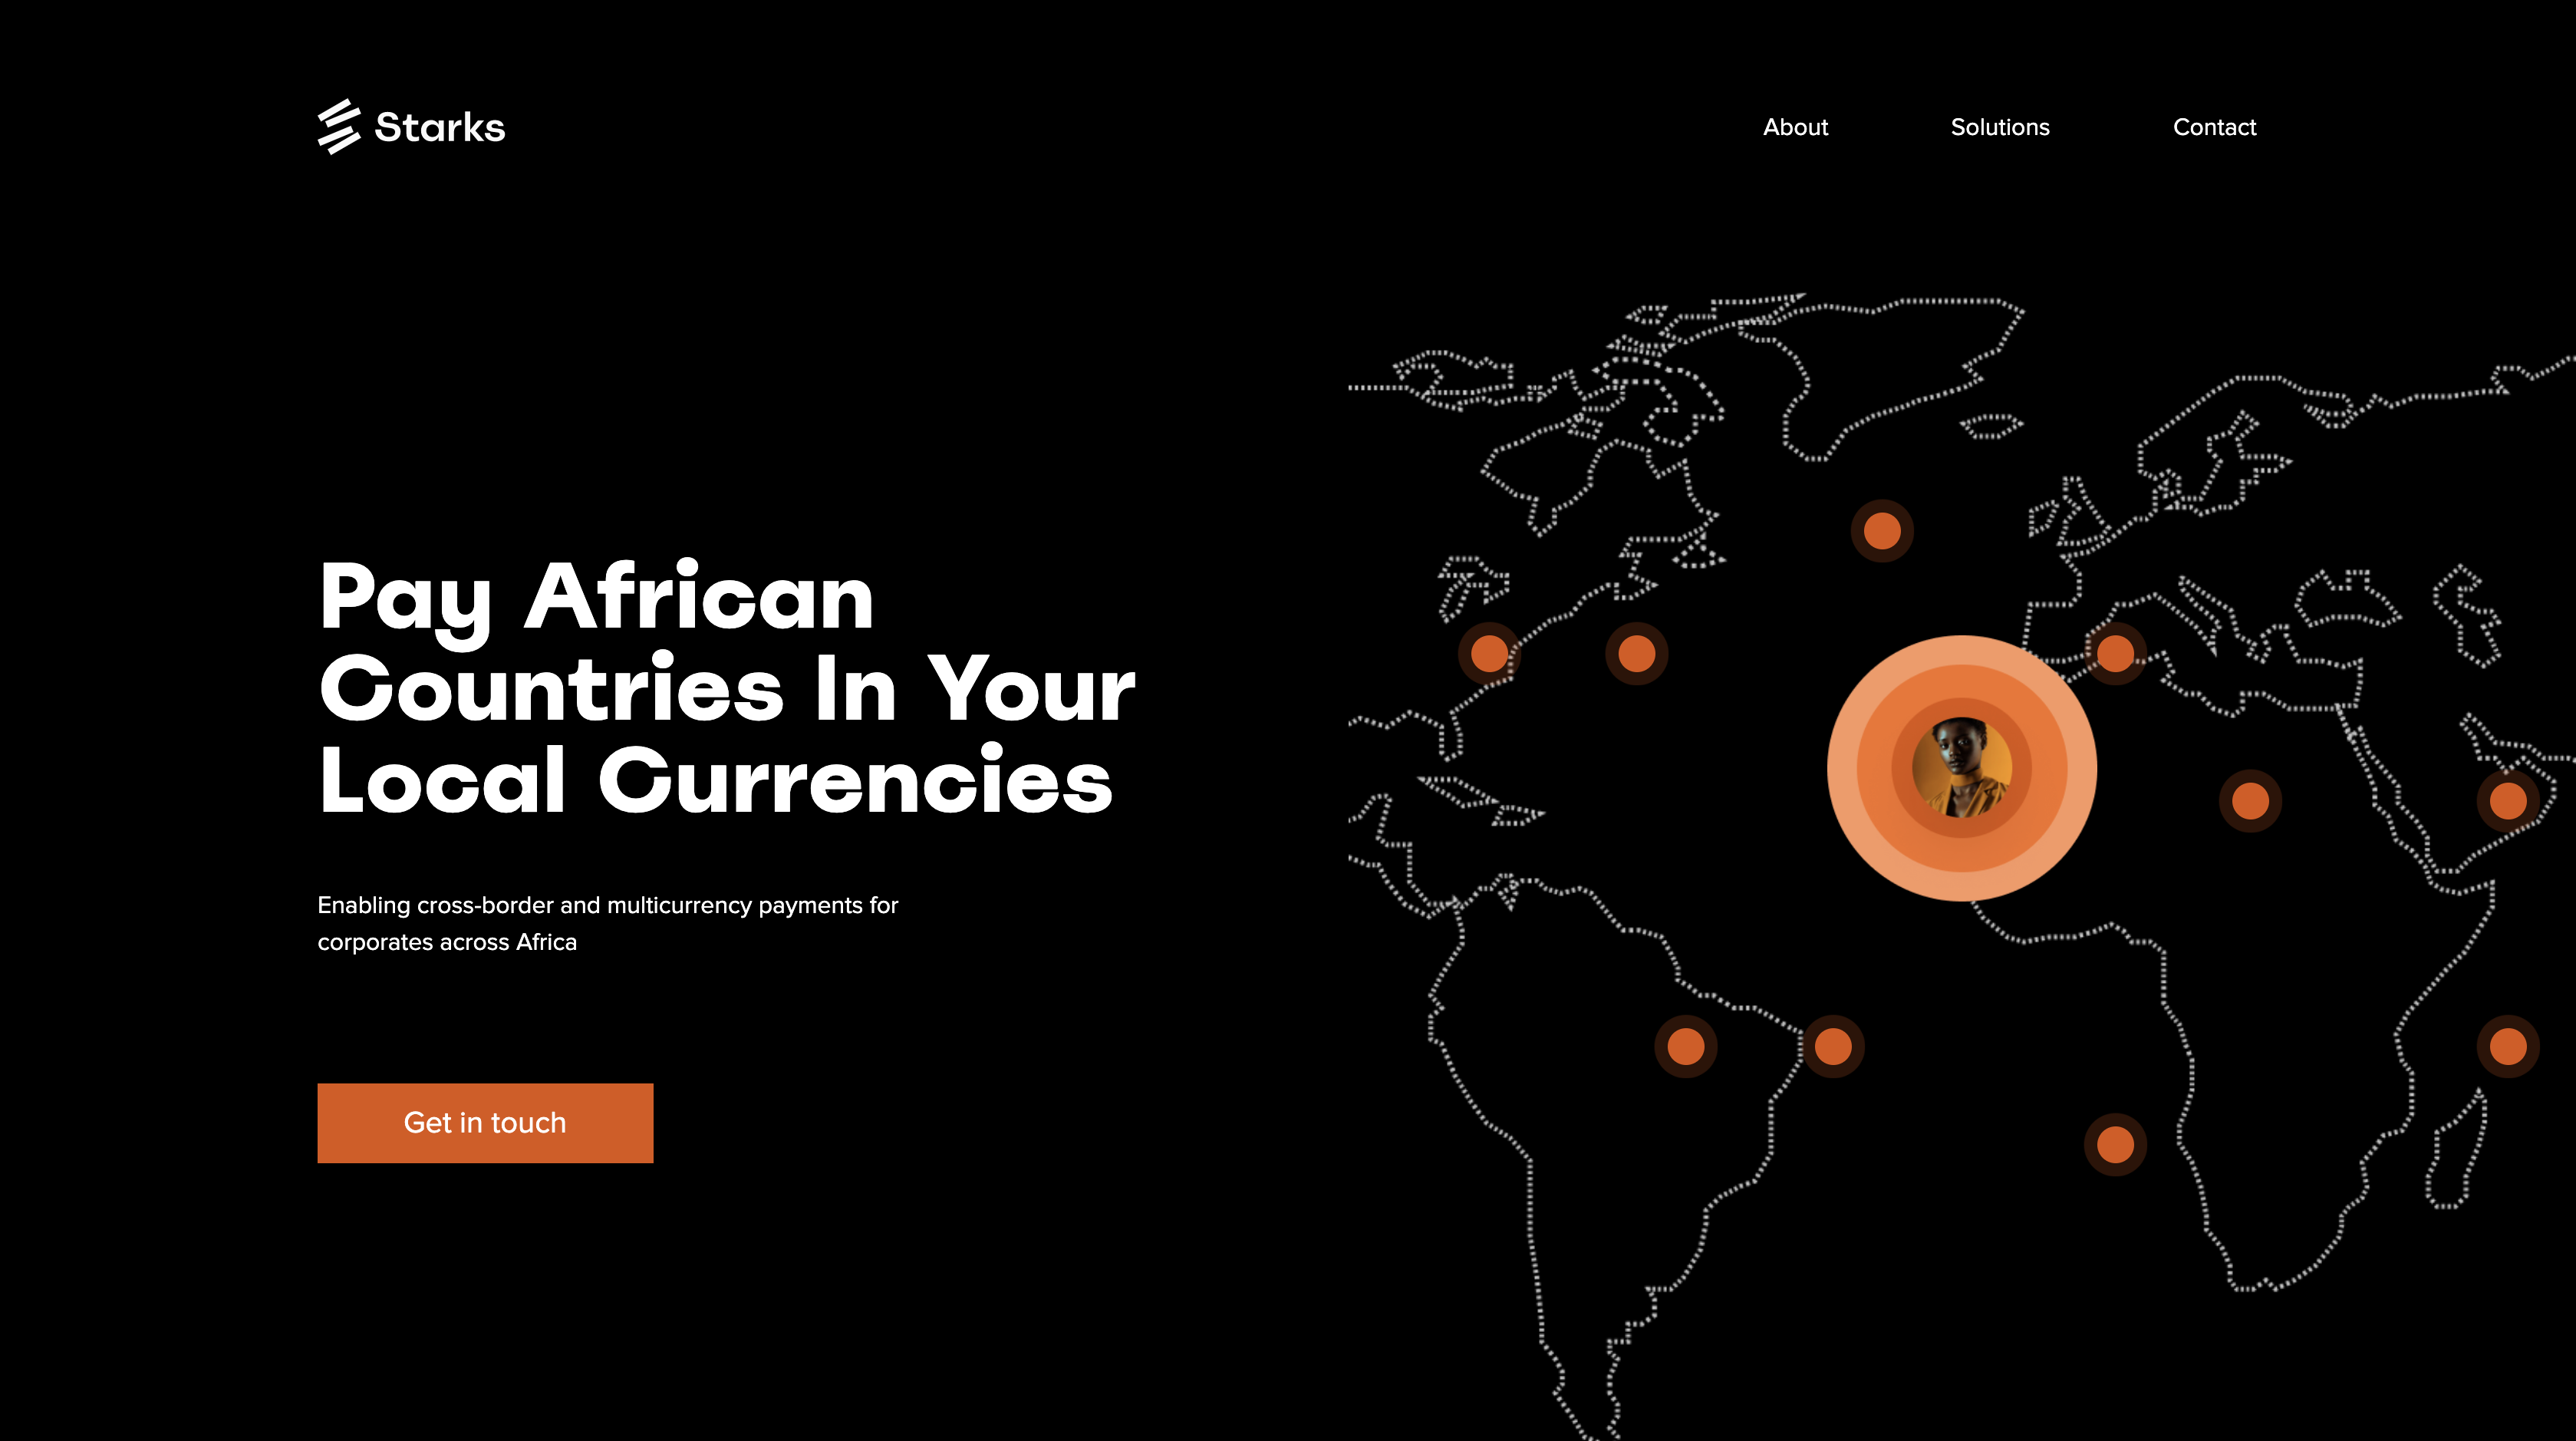 Starks
About
Solutions
Contact
Pay African
Countries In Your
Local Currencies
Enabling cross-border and multicurrency payments for
corporates across Africa
Get in touch